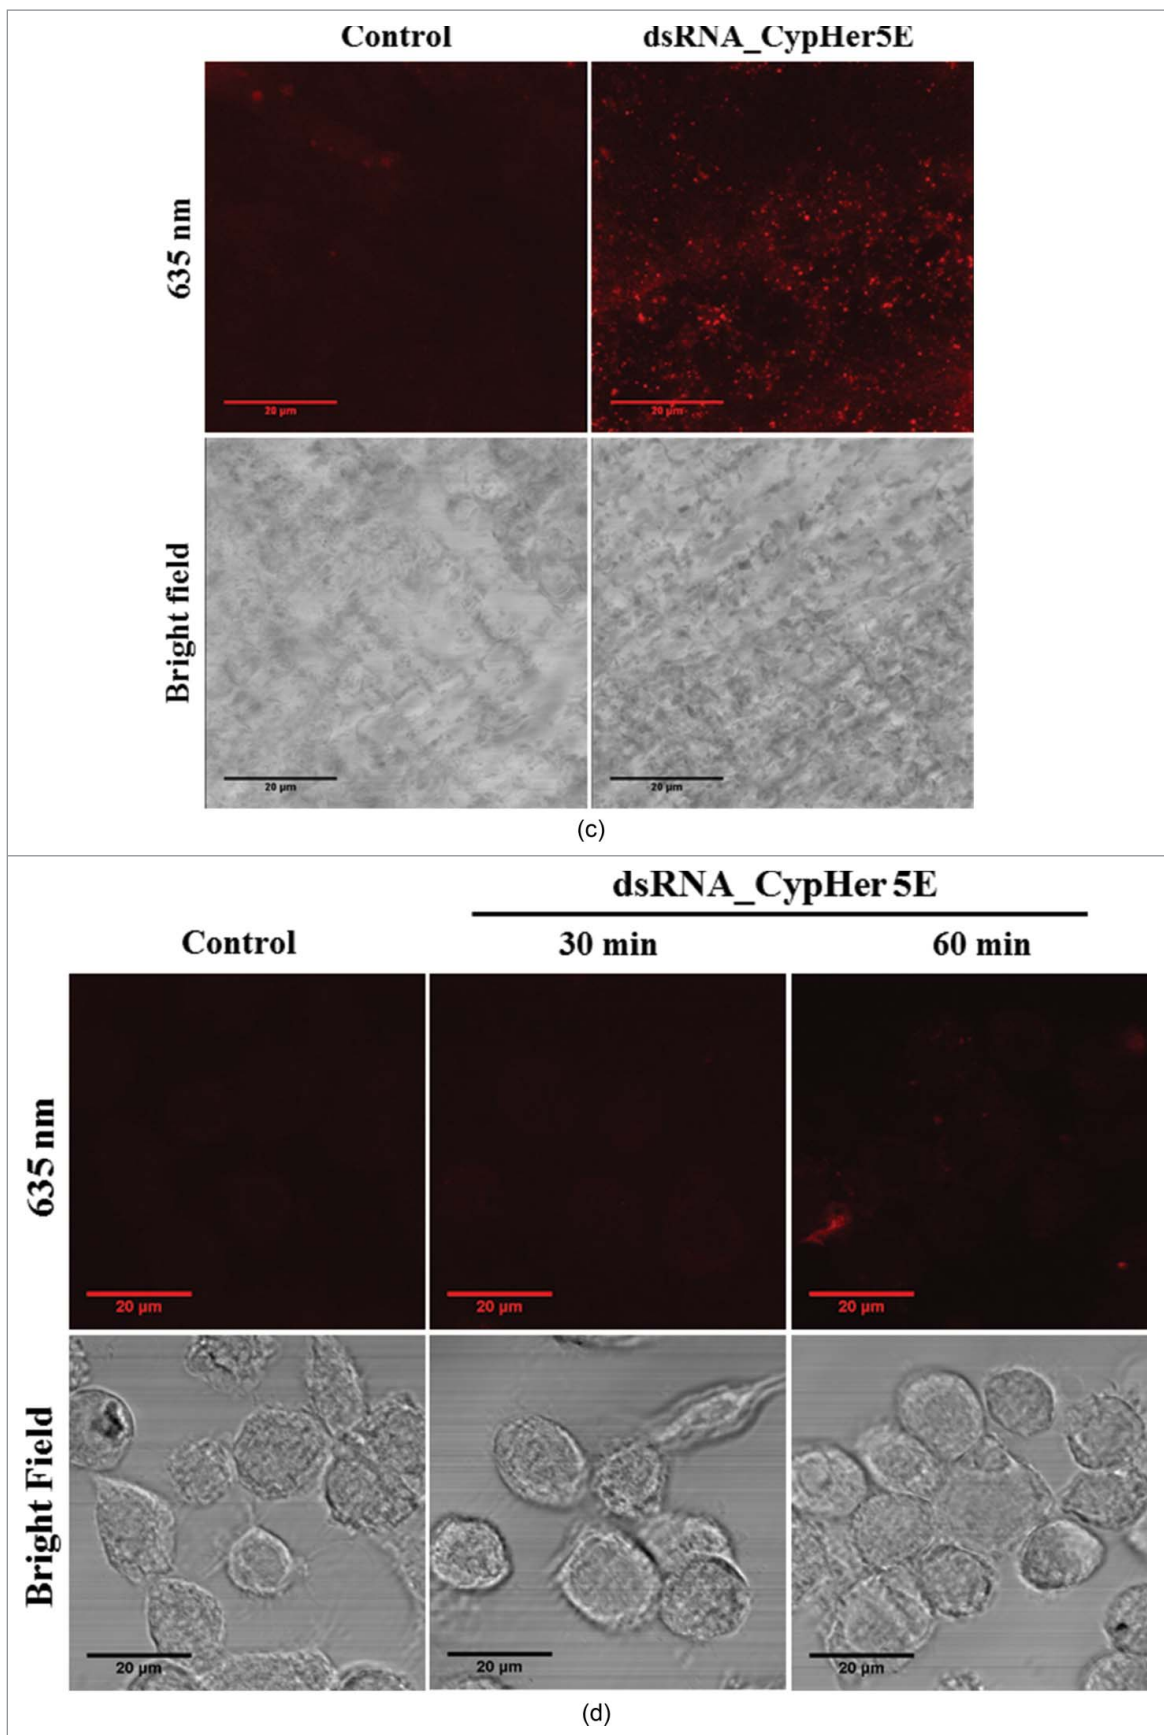 Control dsRNA_CypHer5E
635 nm
20 µm 20 µm
Bright field
20 µm 20 µm
(c)
dsRNA_CypHer 5E
Control 30 min 60 min
635 nm
20 µm 20 µm 20 µm
Bright Field
20 µm 20 µm 20 µm
(d)